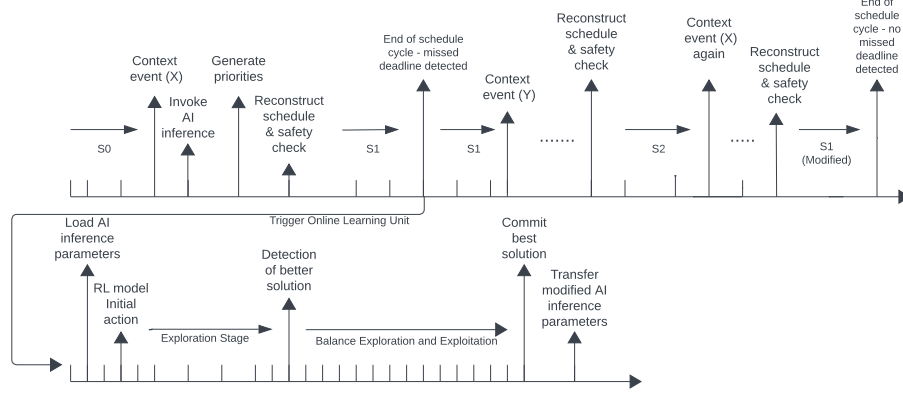 Context
event (X)
Invoke
AI
inference
Generate
priorities
Reconstruct
schedule
& safety
check
End of schedule
cycle - missed
deadline detected
Context
event (Y)
Reconstruct
schedule
& safety
check
Context
event (X)
again
Reconstruct
schedule
& safety
check
End of
schedule
cycle - no
missed
deadline
detected
S0
S1
S1
.......
S2
.....
S1
(Modified)
Trigger Online Learning Unit
Load AI
inference
parameters
RL model
Initial
action
Exploration Stage
Detection
of better
solution
Balance Exploration and Exploitation
Commit
best
solution
Transfer
modified AI
inference
parameters